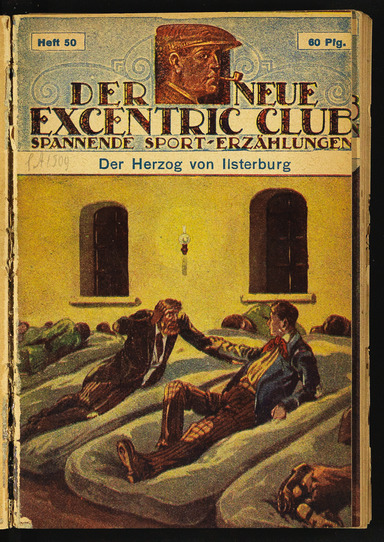 Heft 50
60 Pfg.
DER NEUE
EXCENTRIC CLUB
SPANNENDE SPORT-ERZÄHLUNGEN
Der Herzog von Ilsterburg